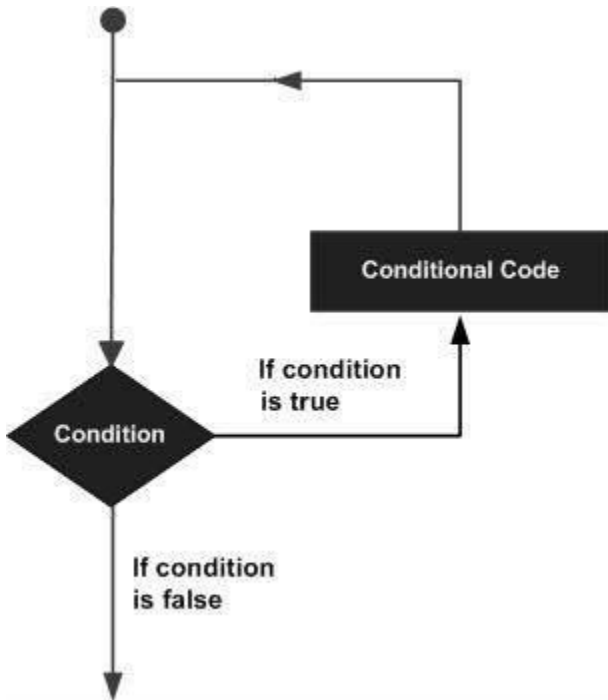 Conditional Code
If condition
is true
Condition
If condition
is false